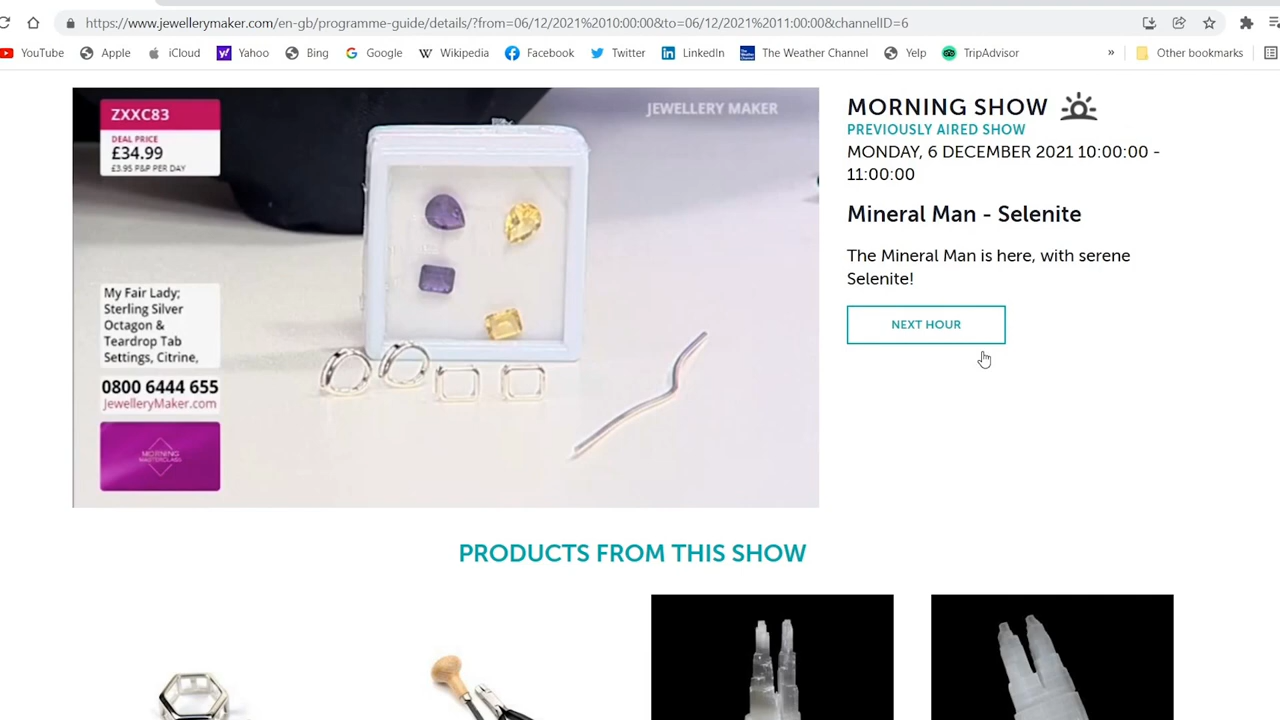 https://www.jewellerymaker.com/en-gb/programme-guide/details/?from=06/12/2021%2010:00:00&to=06/12/2021%2011:00:00&channelID=6
YouTube Apple iCloud Yahoo Bing Google Wikipedia Facebook Twitter LinkedIn The Weather Channel Yelp TripAdvisor » Other bookmarks
ZXXC83
DEAL PRICE
£34.99
£3.95 P&P PER DAY
JEWELLERY MAKER
My Fair Lady;
Sterling Silver
Octagon &
Teardrop Tab
Settings, Citrine,
0800 6444 655
JewelleryMaker.com
MORNING
MASTERCLASS
MORNING SHOW
PREVIOUSLY AIRED SHOW
MONDAY, 6 DECEMBER 2021 10:00:00 -
11:00:00
Mineral Man - Selenite
The Mineral Man is here, with serene
Selenite!
NEXT HOUR
PRODUCTS FROM THIS SHOW